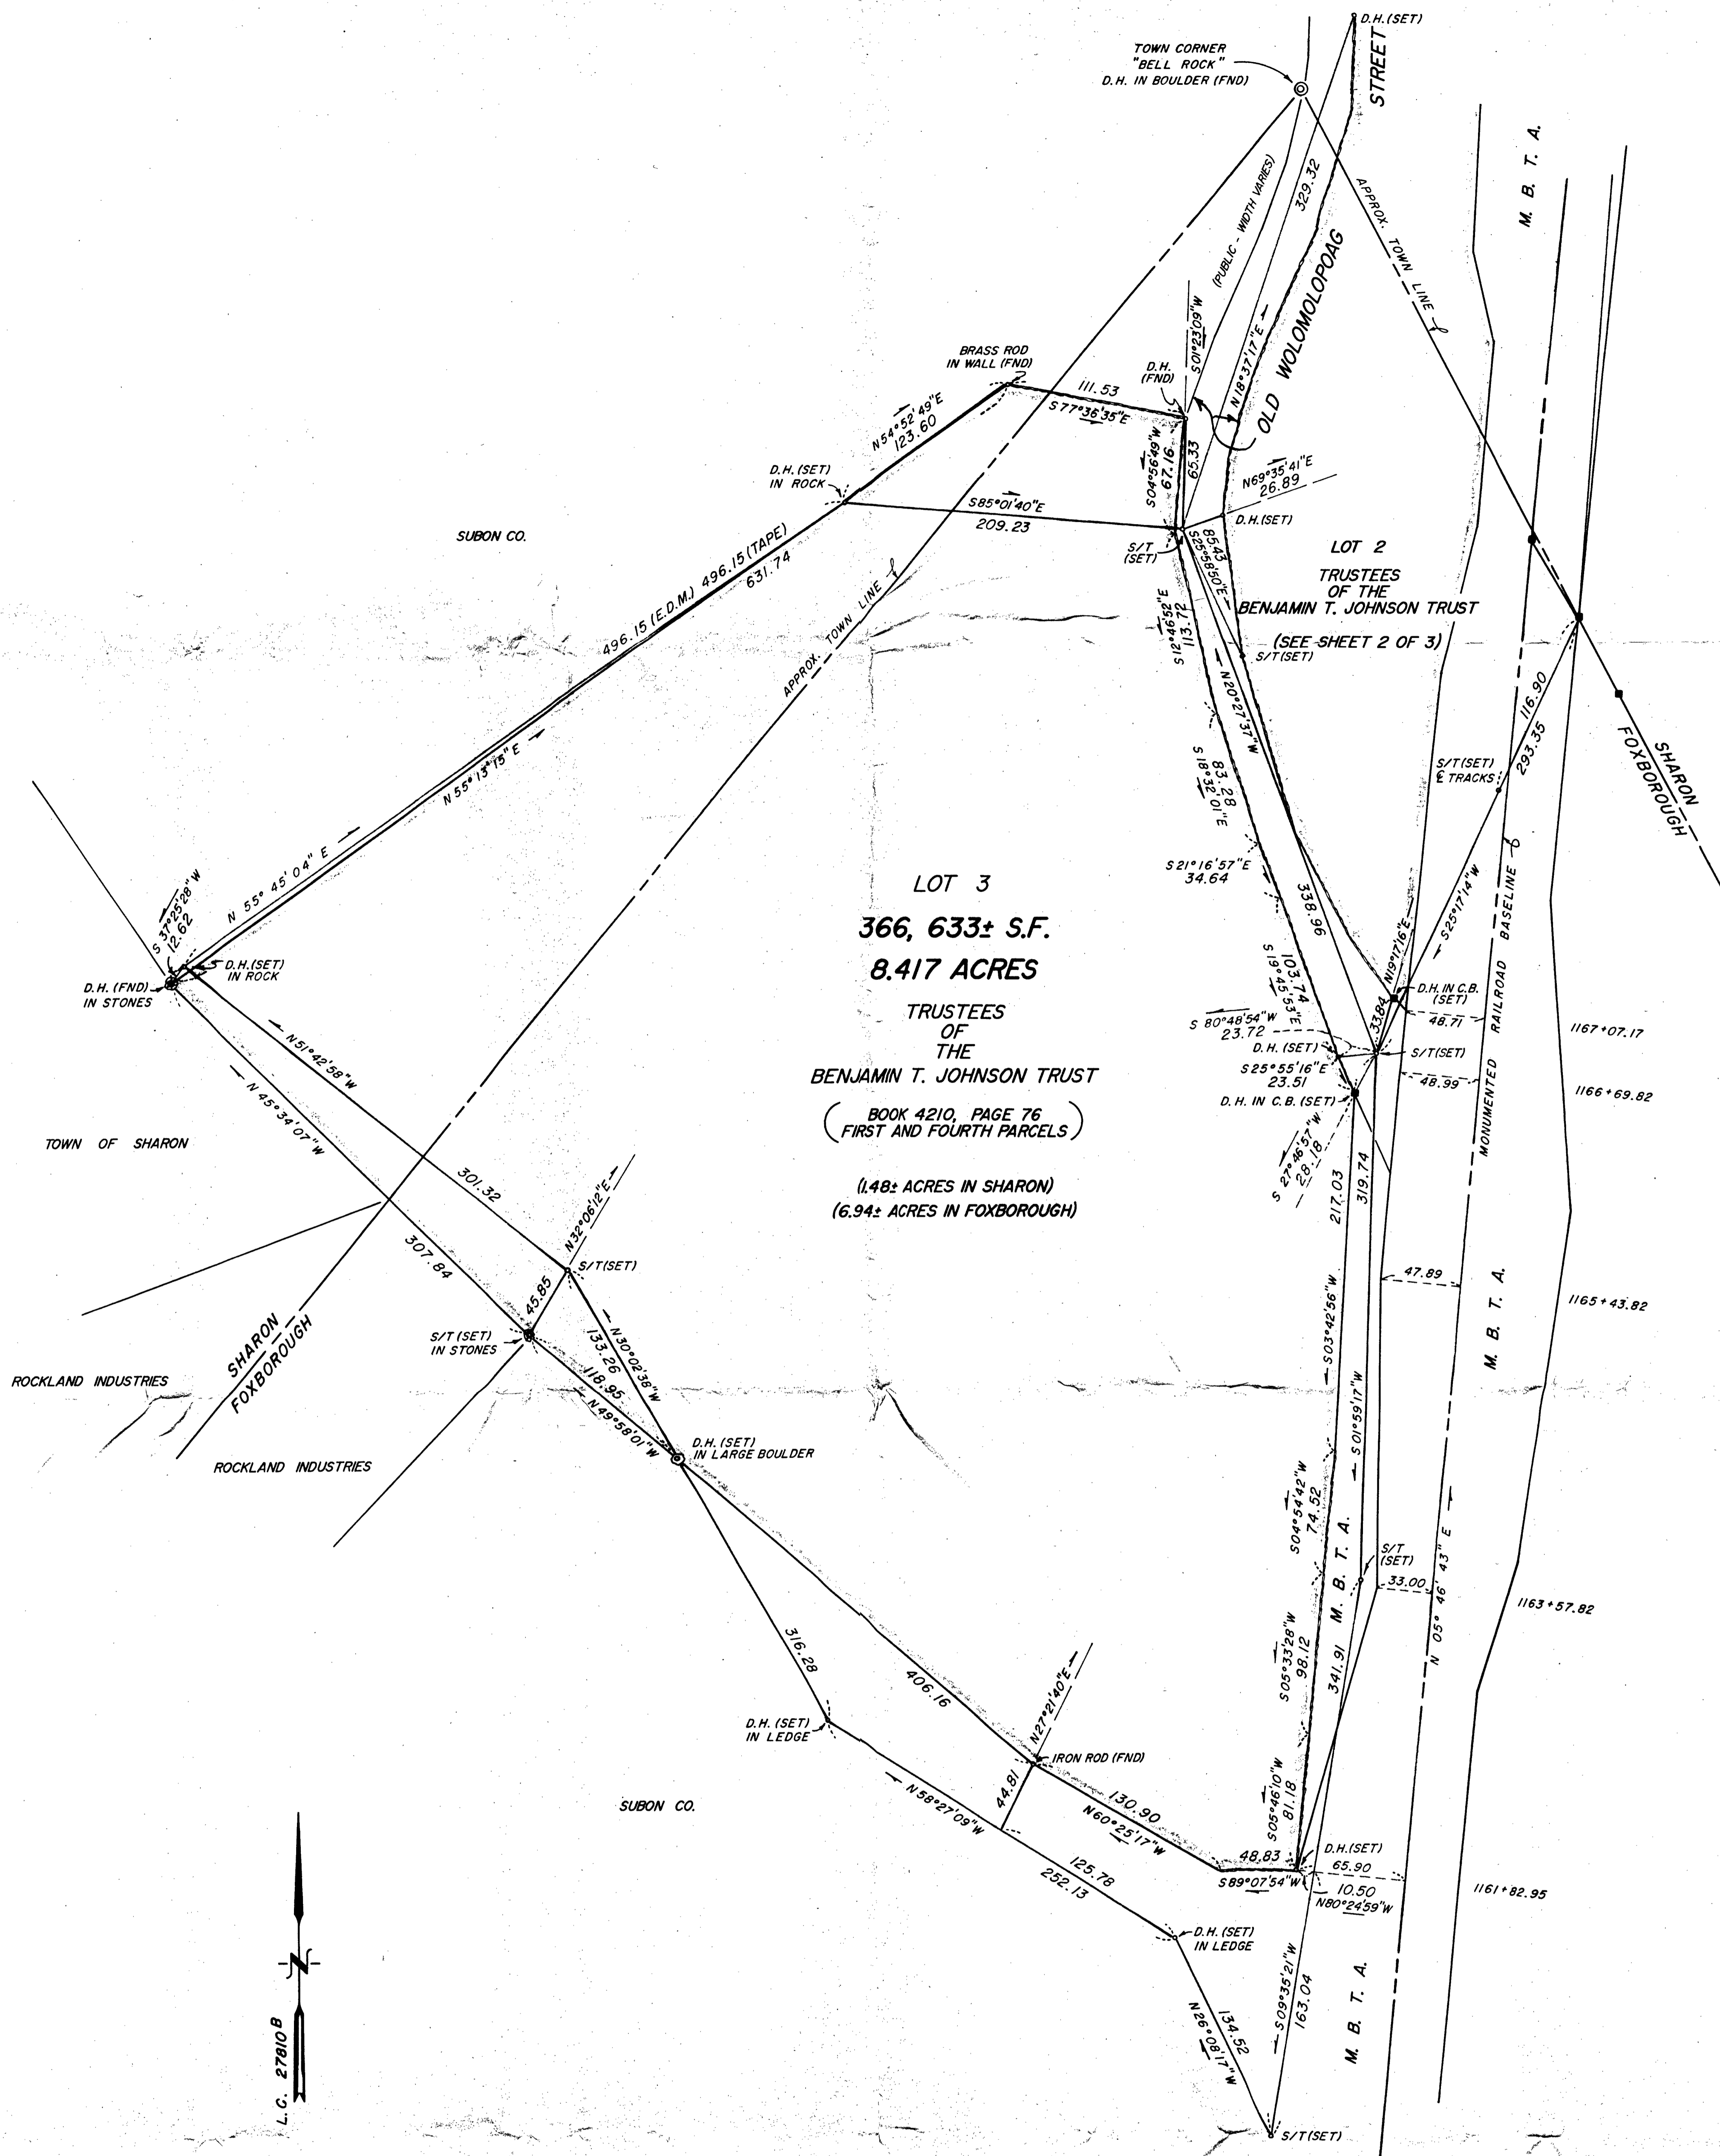 D.H.(SET)
TOWN CORNER
"BELL ROCK"
D.H. IN BOULDER (FND)
STREET
M. B. T. A.
(PUBLIC - WIDTH VARIES)
329.32
APPROX. TOWN LINE
OLD WOLOMOLOPOAG
S01°23'09"W
N18°37'17"E
BRASS ROD
IN WALL (FND)
111.53
S77°36'35"E
D.H.
(FND)
N54°52'49"E
123.60
S04°56'49"W
67.16
65.33
N69°35'41"E
26.89
D.H.(SET)
IN ROCK
S85°01'40"E
209.23
D.H.(SET)
S/T
(SET)
85.43
S25°58'50"E
SUBON CO.
496.15 (E.D.M.) 496.15 (TAPE)
631.74
LOT 2
TRUSTEES
OF THE
BENJAMIN T. JOHNSON TRUST
(SEE SHEET 2 OF 3)
S/T(SET)
S12°46'52"E
113.72
N20°27'37"W
APPROX. TOWN LINE
116.90
293.35
SHARON
FOXBOROUGH
S/T(SET)
℄ TRACKS
83.28
S18°32'01"E
N 55°13'15" E
N 55° 45' 04" E
S21°16'57"E
34.64
338.96
S25°17'14"W
MONUMENTED RAILROAD BASELINE
LOT 3
366, 633± S.F.
8.417 ACRES
TRUSTEES
OF
THE
BENJAMIN T. JOHNSON TRUST
(BOOK 4210, PAGE 76
FIRST AND FOURTH PARCELS)
(1.48± ACRES IN SHARON)
(6.94± ACRES IN FOXBOROUGH)
S 37°25'28"W
12.62
D.H.(SET)
IN ROCK
D.H. (FND)
IN STONES
103.74
S19°45'53"E
N19°17'16"E
33.84
D.H. IN C.B.
(SET)
48.71
1167+07.17
S 80°48'54"W
23.72
D.H. (SET)
S/T(SET)
S25°55'16"E
23.51
48.99
D.H. IN C.B. (SET)
1166+69.82
N51°42'58"W
N 45°34'07"W
TOWN OF SHARON
S 27°46'57"W
28.18
301.32
217.03
319.74
307.84
N32°06'12"E
S/T(SET)
45.85
47.89
M. B. T. A.
1165+43.82
SHARON
FOXBOROUGH
S/T(SET)
IN STONES
N30°02'38"W
133.26
118.95
N49°58'01"W
S03°42'56"W
S01°59'17"W
ROCKLAND INDUSTRIES
ROCKLAND INDUSTRIES
D.H. (SET)
IN LARGE BOULDER
S04°54'42"W
74.52
M. B. T. A.
S/T
(SET)
33.00
N 05° 46' 43" E
1163+57.82
S05°33'28"W
98.12
341.91
316.28
406.16
N27°21'40"E
D.H. (SET)
IN LEDGE
IRON ROD (FND)
44.81
130.90
N60°25'17"W
N58°27'09"W
SUBON CO.
S05°46'10"W
81.18
48.83
S89°07'54"W
D.H.(SET)
65.90
10.50
N80°24'59"W
1161+82.95
125.78
252.13
D.H. (SET)
IN LEDGE
S09°35'21"W
163.04
M. B. T. A.
134.52
N26°08'17"W
S/T(SET)
N
L.C. 27810B